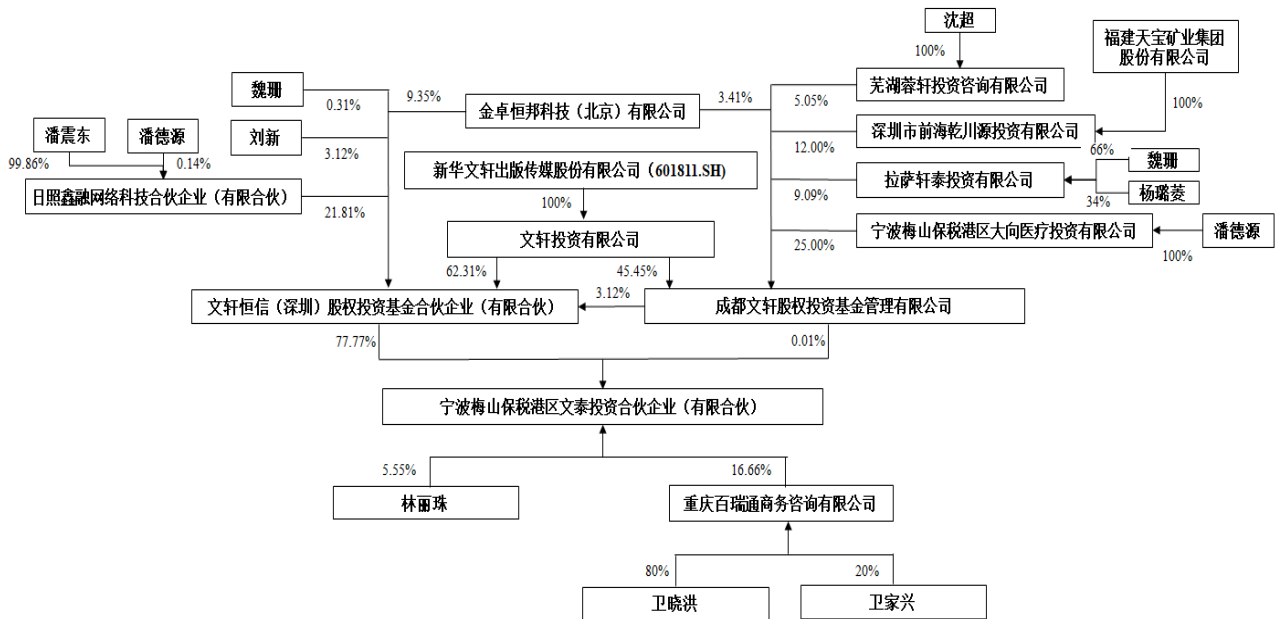 沈超
福建天宝矿业集团
股份有限公司
100%
魏珊
芜湖蓉轩投资咨询有限公司
0.31%
9.35%
金卓恒邦科技（北京）有限公司
3.41%
5.05%
100%
潘震东
潘德源
刘新
深圳市前海乾川源投资有限公司
3.12%
12.00%
66%
99.86%
0.14%
新华文轩出版传媒股份有限公司（601811.SH)
魏珊
拉萨轩泰投资有限公司
日照鑫融网络科技合伙企业（有限合伙）
21.81%
100%
9.09%
34%
杨璐菱
文轩投资有限公司
宁波梅山保税港区大向医疗投资有限公司
潘德源
25.00%
100%
62.31%
45.45%
文轩恒信（深圳）股权投资基金合伙企业（有限合伙）
3.12%
成都文轩股权投资基金管理有限公司
77.77%
0.01%
宁波梅山保税港区文泰投资合伙企业（有限合伙）
5.55%
16.66%
林丽珠
重庆百瑞通商务咨询有限公司
80%
20%
卫晓洪
卫家兴